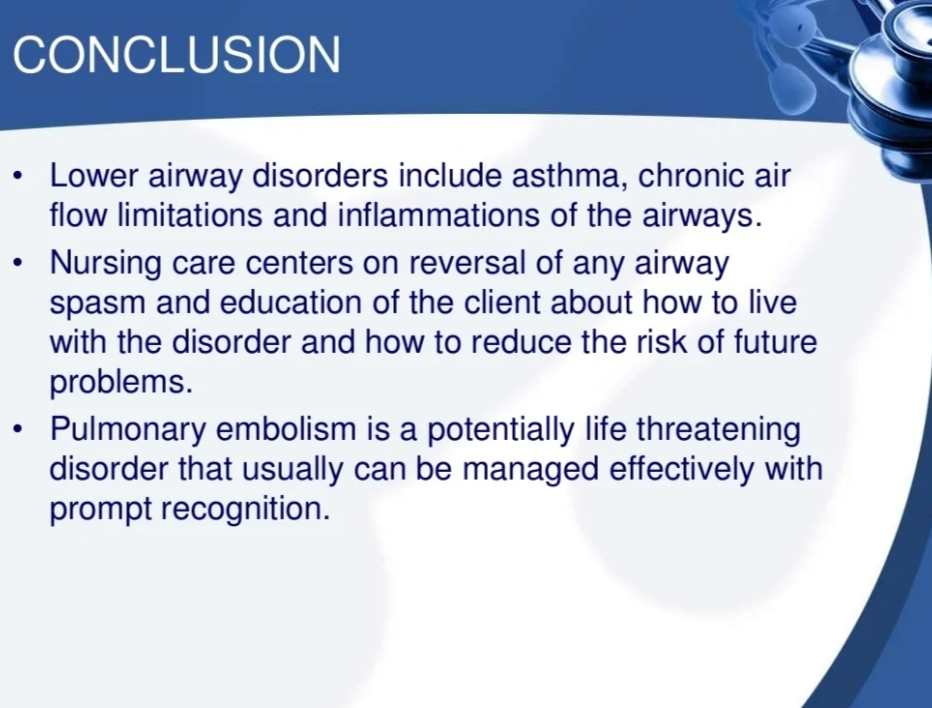 CONCLUSION
• Lower airway disorders include asthma, chronic air
flow limitations and inflammations of the airways.
• Nursing care centers on reversal of any airway
spasm and education of the client about how to live
with the disorder and how to reduce the risk of future
problems.
• Pulmonary embolism is a potentially life threatening
disorder that usually can be managed effectively with
prompt recognition.